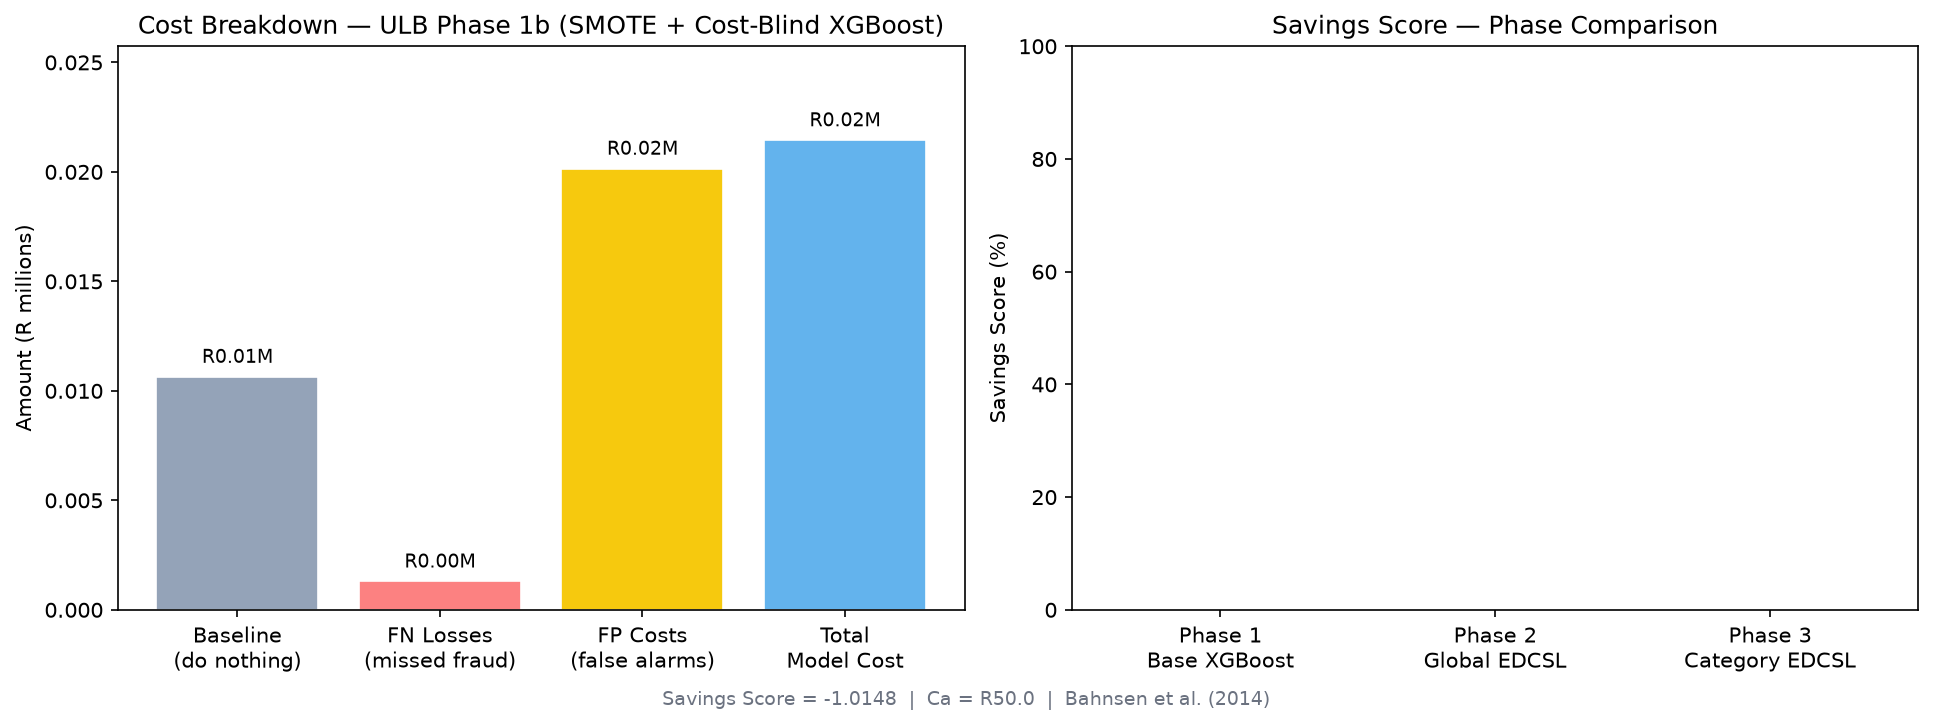 Cost Breakdown — ULB Phase 1b (SMOTE + Cost-Blind XGBoost)
Amount (R millions)
0.025
0.020
0.015
0.010
0.005
0.000
R0.01M
R0.00M
R0.02M
R0.02M
Baseline
(do nothing)
FN Losses
(missed fraud)
FP Costs
(false alarms)
Total
Model Cost
Savings Score — Phase Comparison
Savings Score (%)
100
80
60
40
20
0
Phase 1
Base XGBoost
Phase 2
Global EDCSL
Phase 3
Category EDCSL
Savings Score = -1.0148 | Ca = R50.0 | Bahnsen et al. (2014)